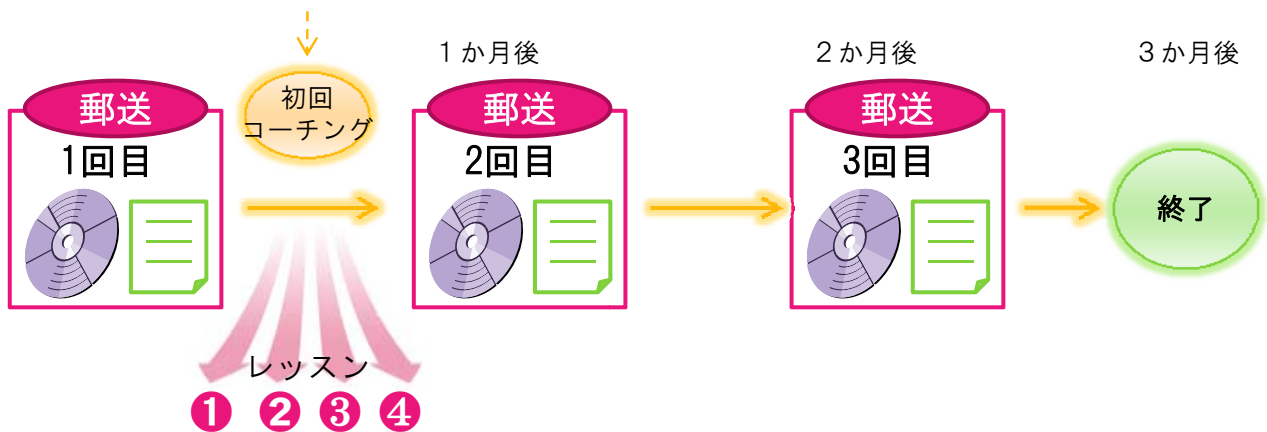 １か月後
２か月後
３か月後
郵送
1回目
初回
コーチング
郵送
2回目
郵送
3回目
終了
レッスン
❶ ❷ ❸ ❹